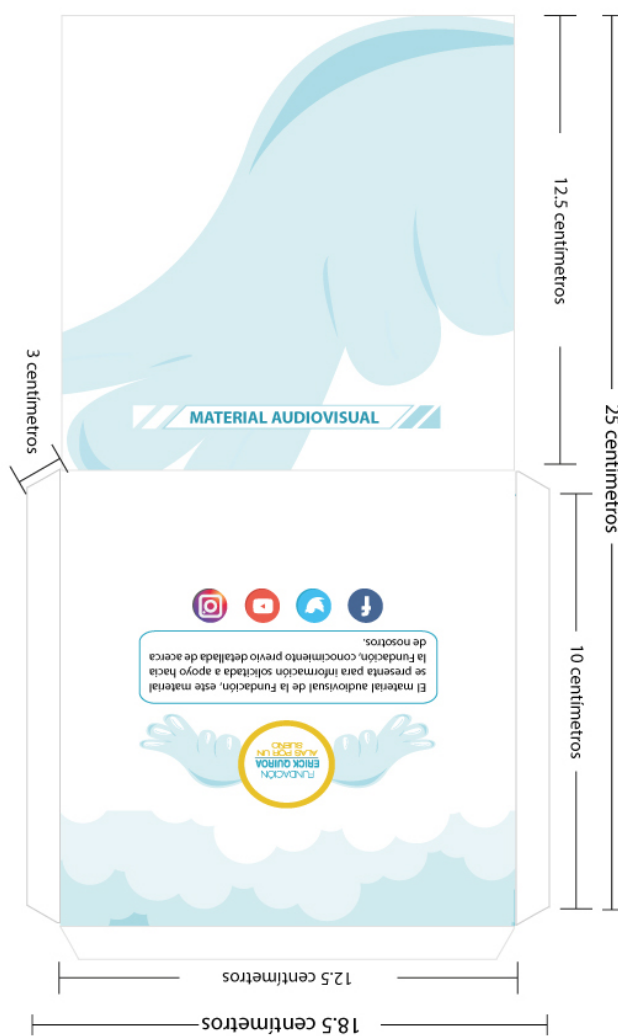 12.5 centímetros
25 centímetros
3 centímetros
MATERIAL AUDIOVISUAL
10 centímetros
El material audiovisual de la Fundación, este material
se presenta para información solicitada a apoyo hacia
la Fundación, conocimiento previo detallada de acerca
de nosotros.
FUNDACIÓN
ERICK QUIROA
ALAS POR UN
SUEÑO
12.5 centímetros
18.5 centímetros